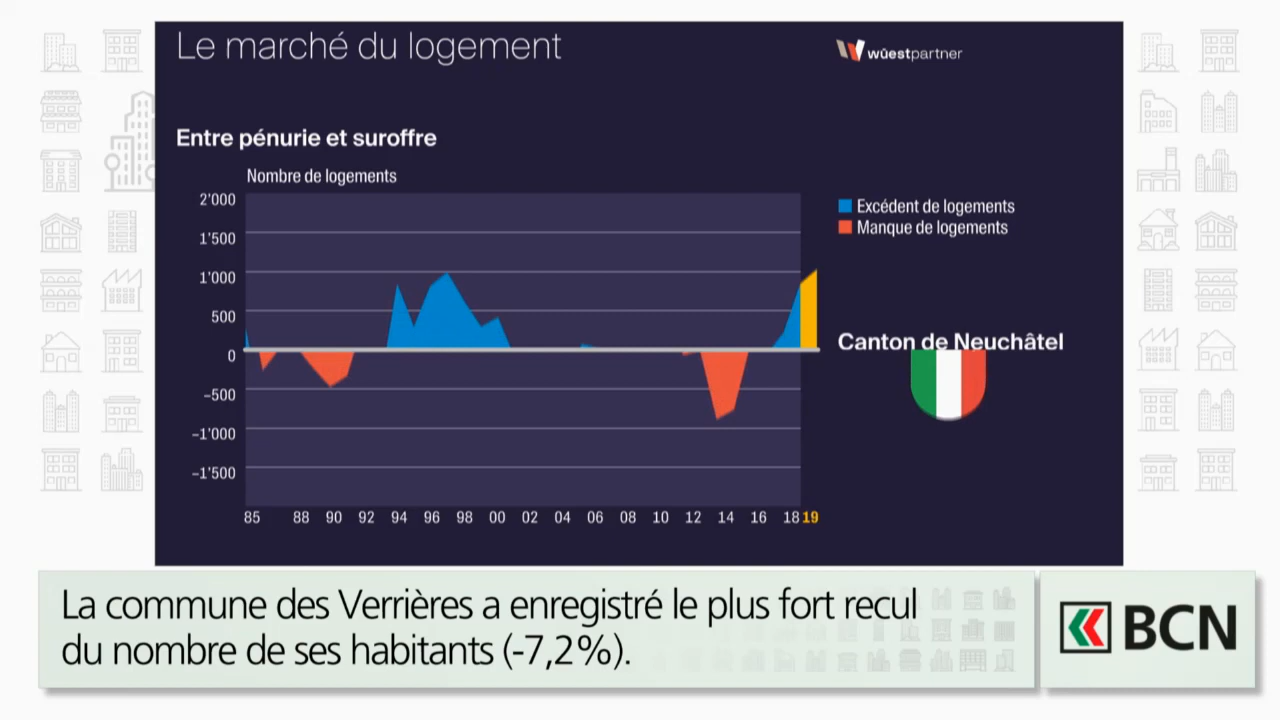 Le marché du logement
wüestpartner
Entre pénurie et suroffre
Nombre de logements
2'000
1'500
1'000
500
0
–500
–1'000
–1'500
85 88 90 92 94 96 98 00 02 04 06 08 10 12 14 16 18 19
Excédent de logements
Manque de logements
Canton de Neuchâtel
La commune des Verrières a enregistré le plus fort recul
du nombre de ses habitants (-7,2%).
BCN